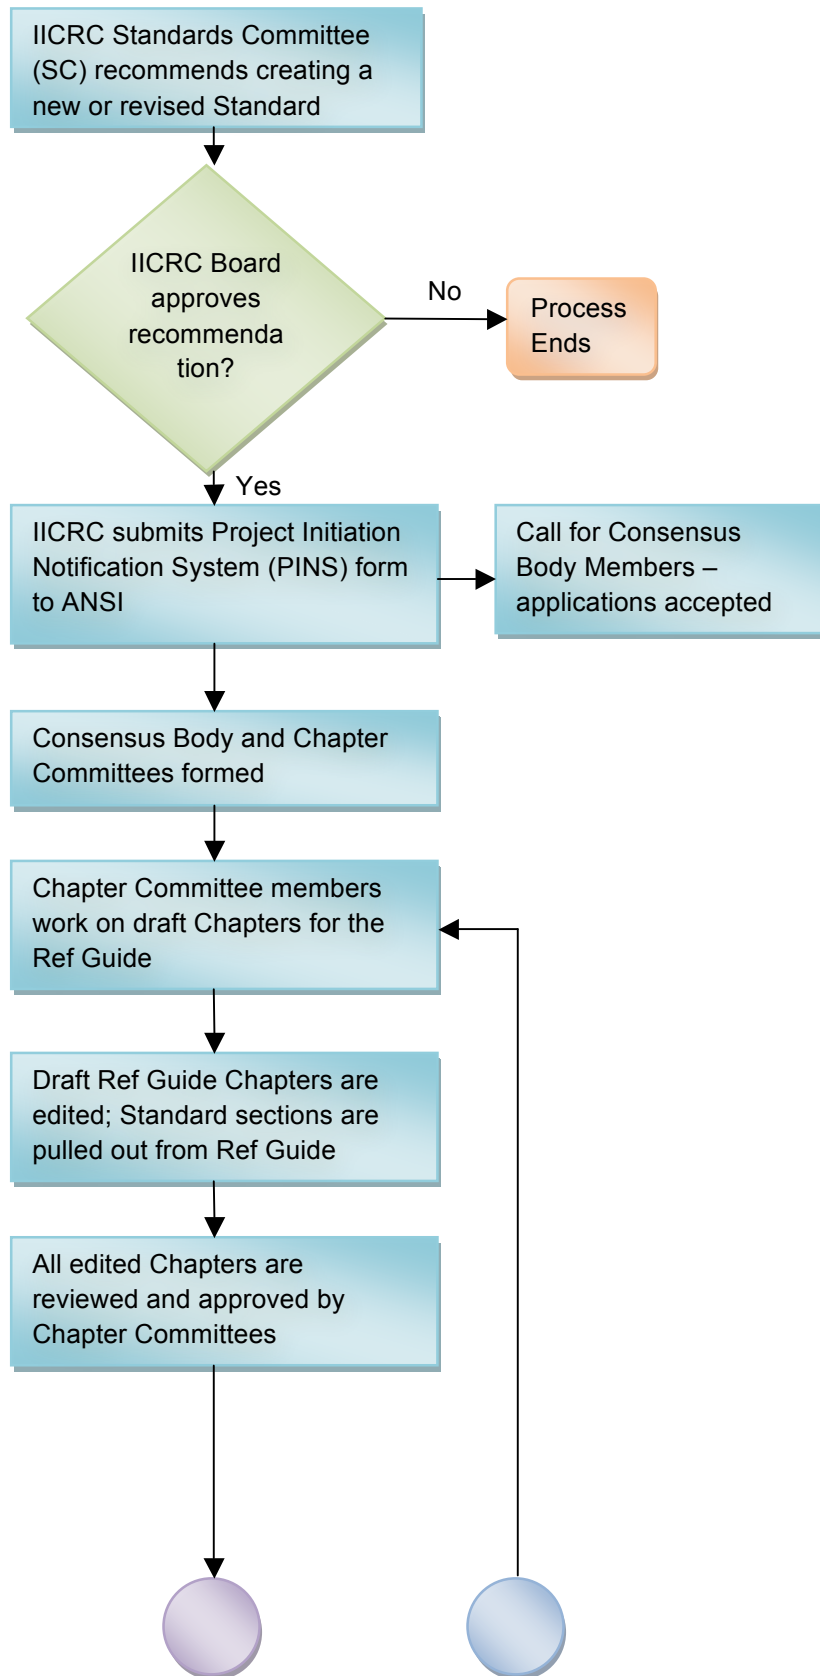 IICRC Standards Committee
(SC) recommends creating a
new or revised Standard
IICRC Board
approves
recommenda
tion?
No
Process
Ends
Yes
IICRC submits Project Initiation
Notification System (PINS) form
to ANSI
Call for Consensus
Body Members –
applications accepted
Consensus Body and Chapter
Committees formed
Chapter Committee members
work on draft Chapters for the
Ref Guide
Draft Ref Guide Chapters are
edited; Standard sections are
pulled out from Ref Guide
All edited Chapters are
reviewed and approved by
Chapter Committees